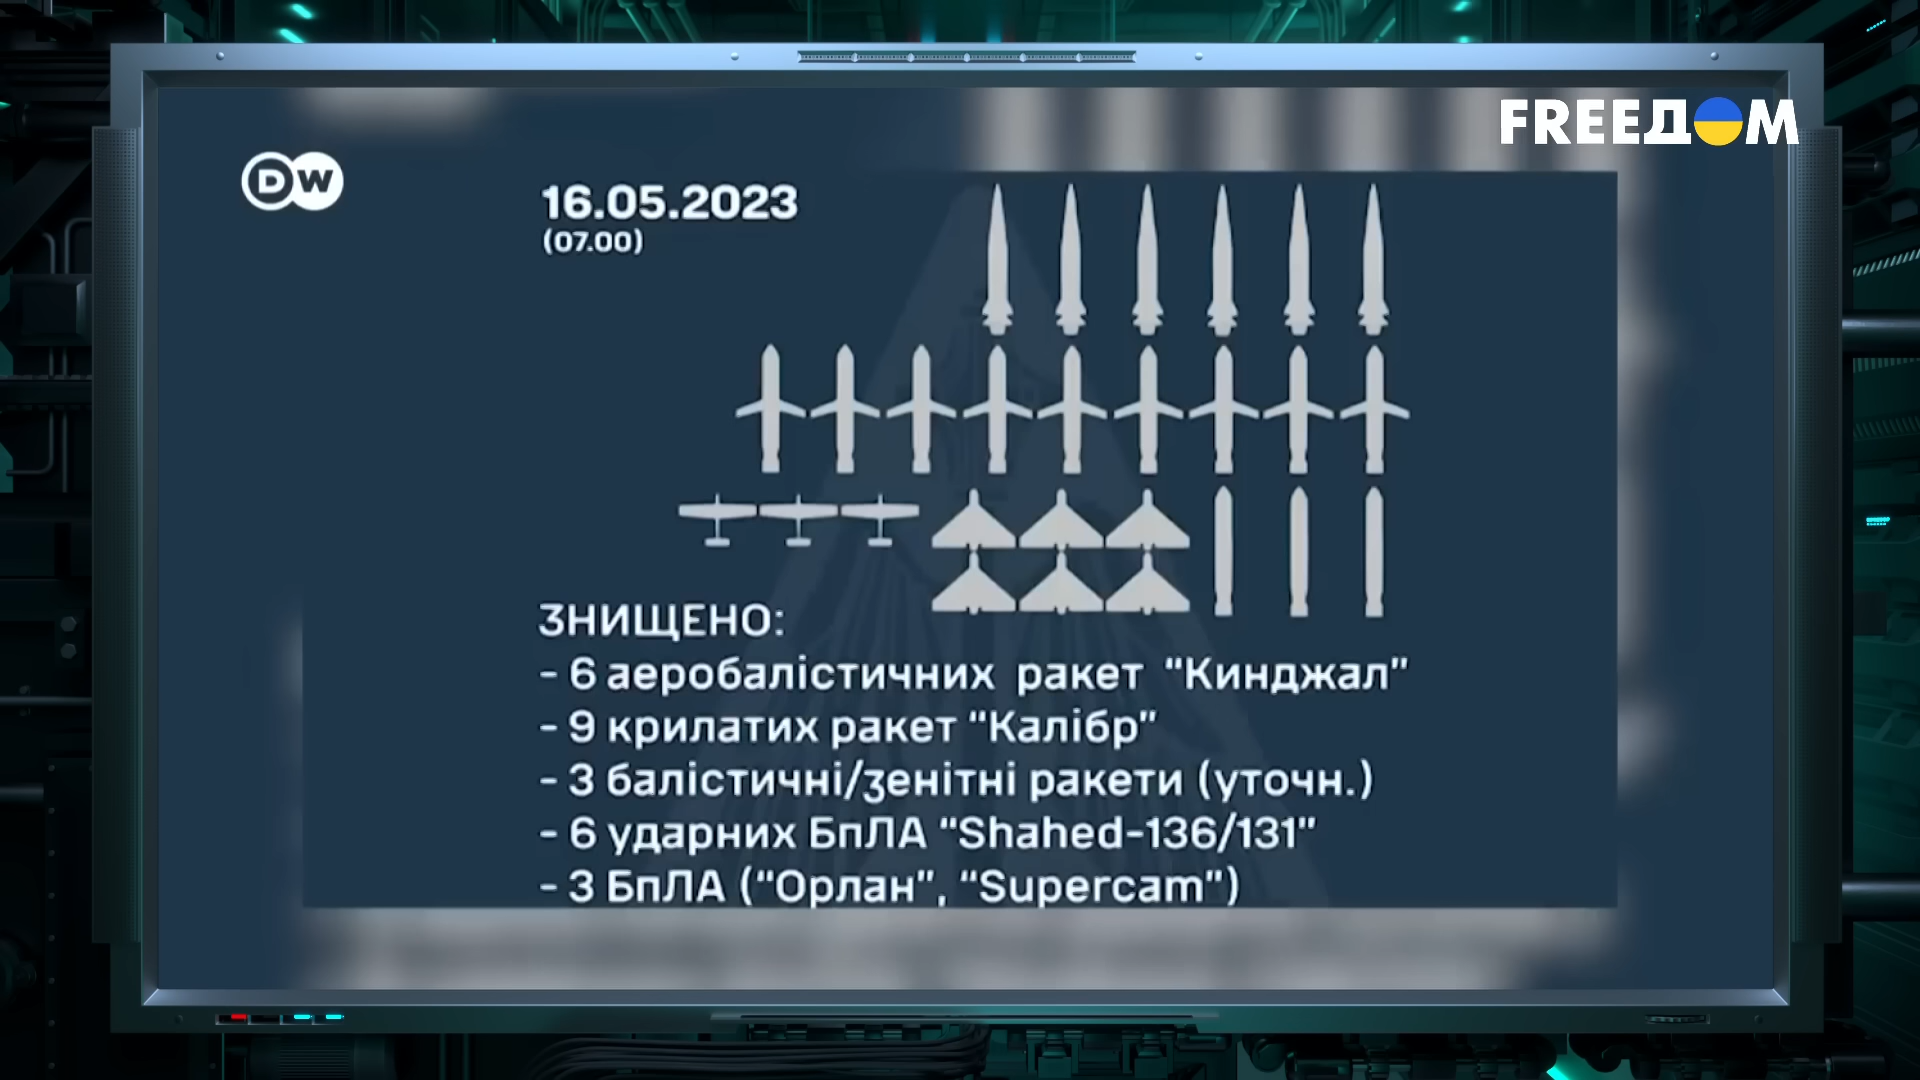 FREEДOM
DW
16.05.2023
(07.00)
ЗНИЩЕНО:
- 6 аеробалістичних ракет “Кинджал”
- 9 крилатих ракет “Калібр”
- 3 балістичні/зенітні ракети (уточн.)
- 6 ударних БпЛА “Shahed-136/131”
- 3 БпЛА (“Орлан”, “Supercam”)